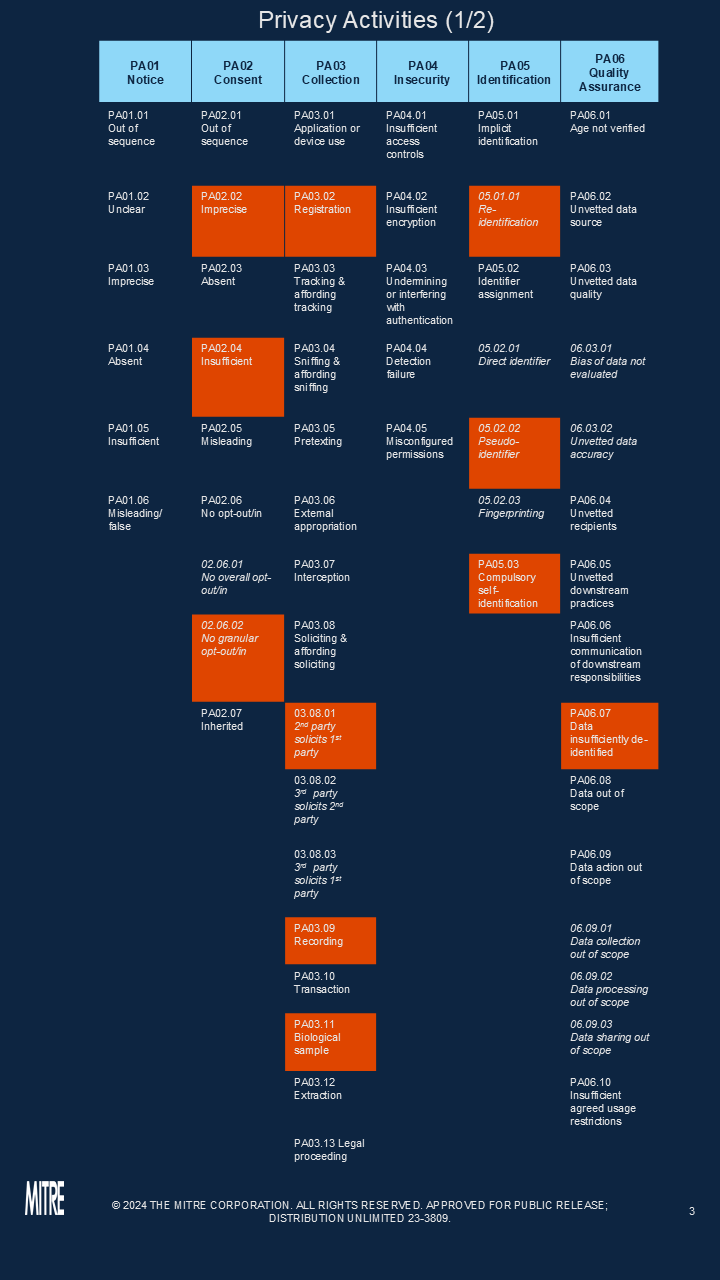 Privacy Activities (1/2)
PA01
Notice
PA02
Consent
PA03
Collection
PA04
Insecurity
PA05
Identification
PA06
Quality
Assurance
PA01.01
Out of
sequence
PA02.01
Out of
sequence
PA03.01
Application or
device use
PA04.01
Insufficient
access
controls
PA05.01
Implicit
identification
PA06.01
Age not verified
PA01.02
Unclear
PA02.02
Imprecise
PA03.02
Registration
PA04.02
Insufficient
encryption
05.01.01
Re-
identification
PA06.02
Unvetted data
source
PA01.03
Imprecise
PA02.03
Absent
PA03.03
Tracking &
affording
tracking
PA04.03
Undermining
or interfering
with
authentication
PA05.02
Identifier
assignment
PA06.03
Unvetted data
quality
PA01.04
Absent
PA02.04
Insufficient
PA03.04
Sniffing &
affording
sniffing
PA04.04
Detection
failure
05.02.01
Direct identifier
06.03.01
Bias of data not
evaluated
PA01.05
Insufficient
PA02.05
Misleading
PA03.05
Pretexting
PA04.05
Misconfigured
permissions
05.02.02
Pseudo-
identifier
06.03.02
Unvetted data
accuracy
PA01.06
Misleading/
false
PA02.06
No opt-out/in
PA03.06
External
appropriation
05.02.03
Fingerprinting
PA06.04
Unvetted
recipients
02.06.01
No overall opt-
out/in
PA03.07
Interception
PA05.03
Compulsory
self-
identification
PA06.05
Unvetted
downstream
practices
02.06.02
No granular
opt-out/in
PA03.08
Soliciting &
affording
soliciting
PA06.06
Insufficient
communication
of downstream
responsibilities
PA02.07
Inherited
03.08.01
2nd party
solicits 1st
party
PA06.07
Data
insufficiently de-
identified
03.08.02
3rd party
solicits 2nd
party
PA06.08
Data out of
scope
03.08.03
3rd party
solicits 1st
party
PA06.09
Data action out
of scope
PA03.09
Recording
06.09.01
Data collection
out of scope
PA03.10
Transaction
06.09.02
Data processing
out of scope
PA03.11
Biological
sample
06.09.03
Data sharing out
of scope
PA03.12
Extraction
PA06.10
Insufficient
agreed usage
restrictions
PA03.13 Legal
proceeding
MITRE
© 2024 THE MITRE CORPORATION. ALL RIGHTS RESERVED. APPROVED FOR PUBLIC RELEASE;
DISTRIBUTION UNLIMITED 23-3809.
3